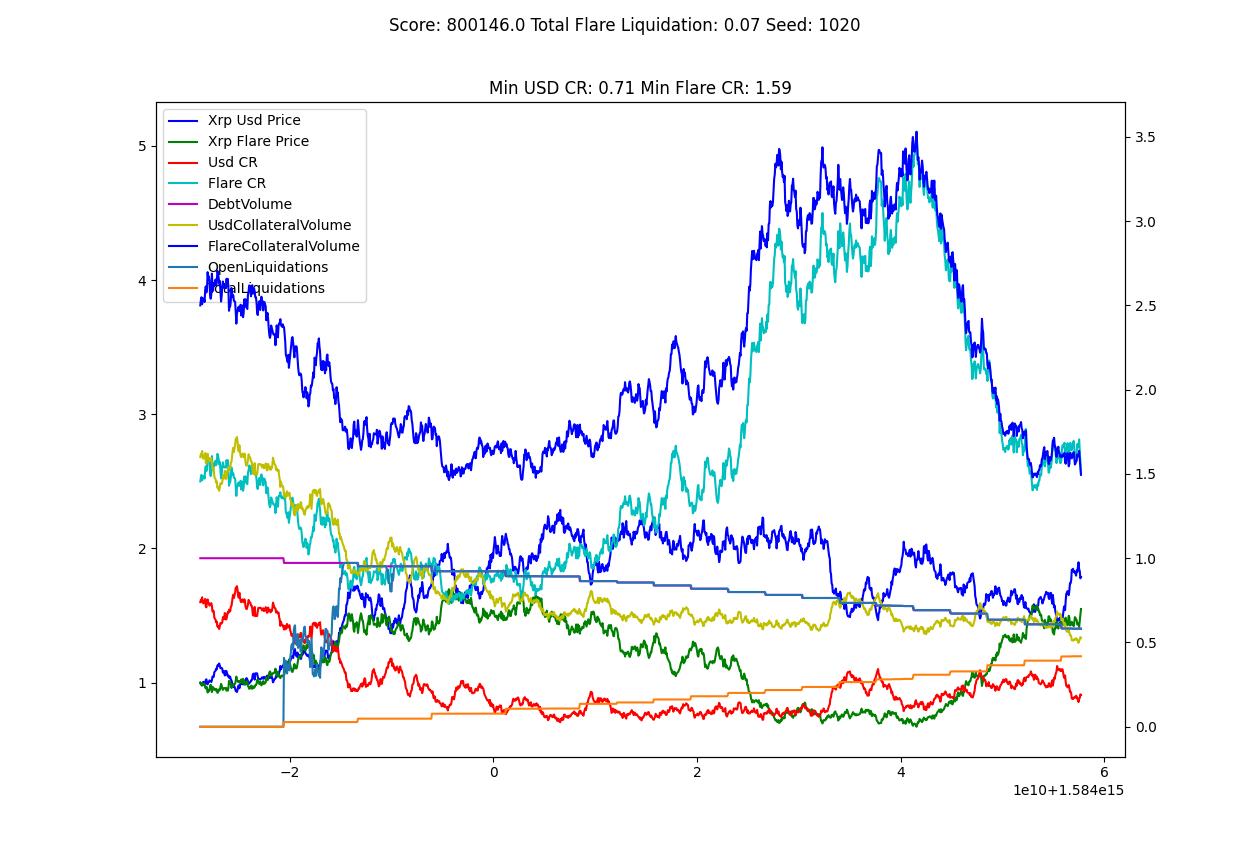 Score: 800146.0 Total Flare Liquidation: 0.07 Seed: 1020
Min USD CR: 0.71 Min Flare CR: 1.59
Xrp Usd Price
Xrp Flare Price
Usd CR
Flare CR
DebtVolume
UsdCollateralVolume
FlareCollateralVolume
OpenLiquidations
TotalLiquidations
5
4
3
2
1
3.5
3.0
2.5
2.0
1.5
1.0
0.5
0.0
−2 0 2 4 6
1e10+1.584e15